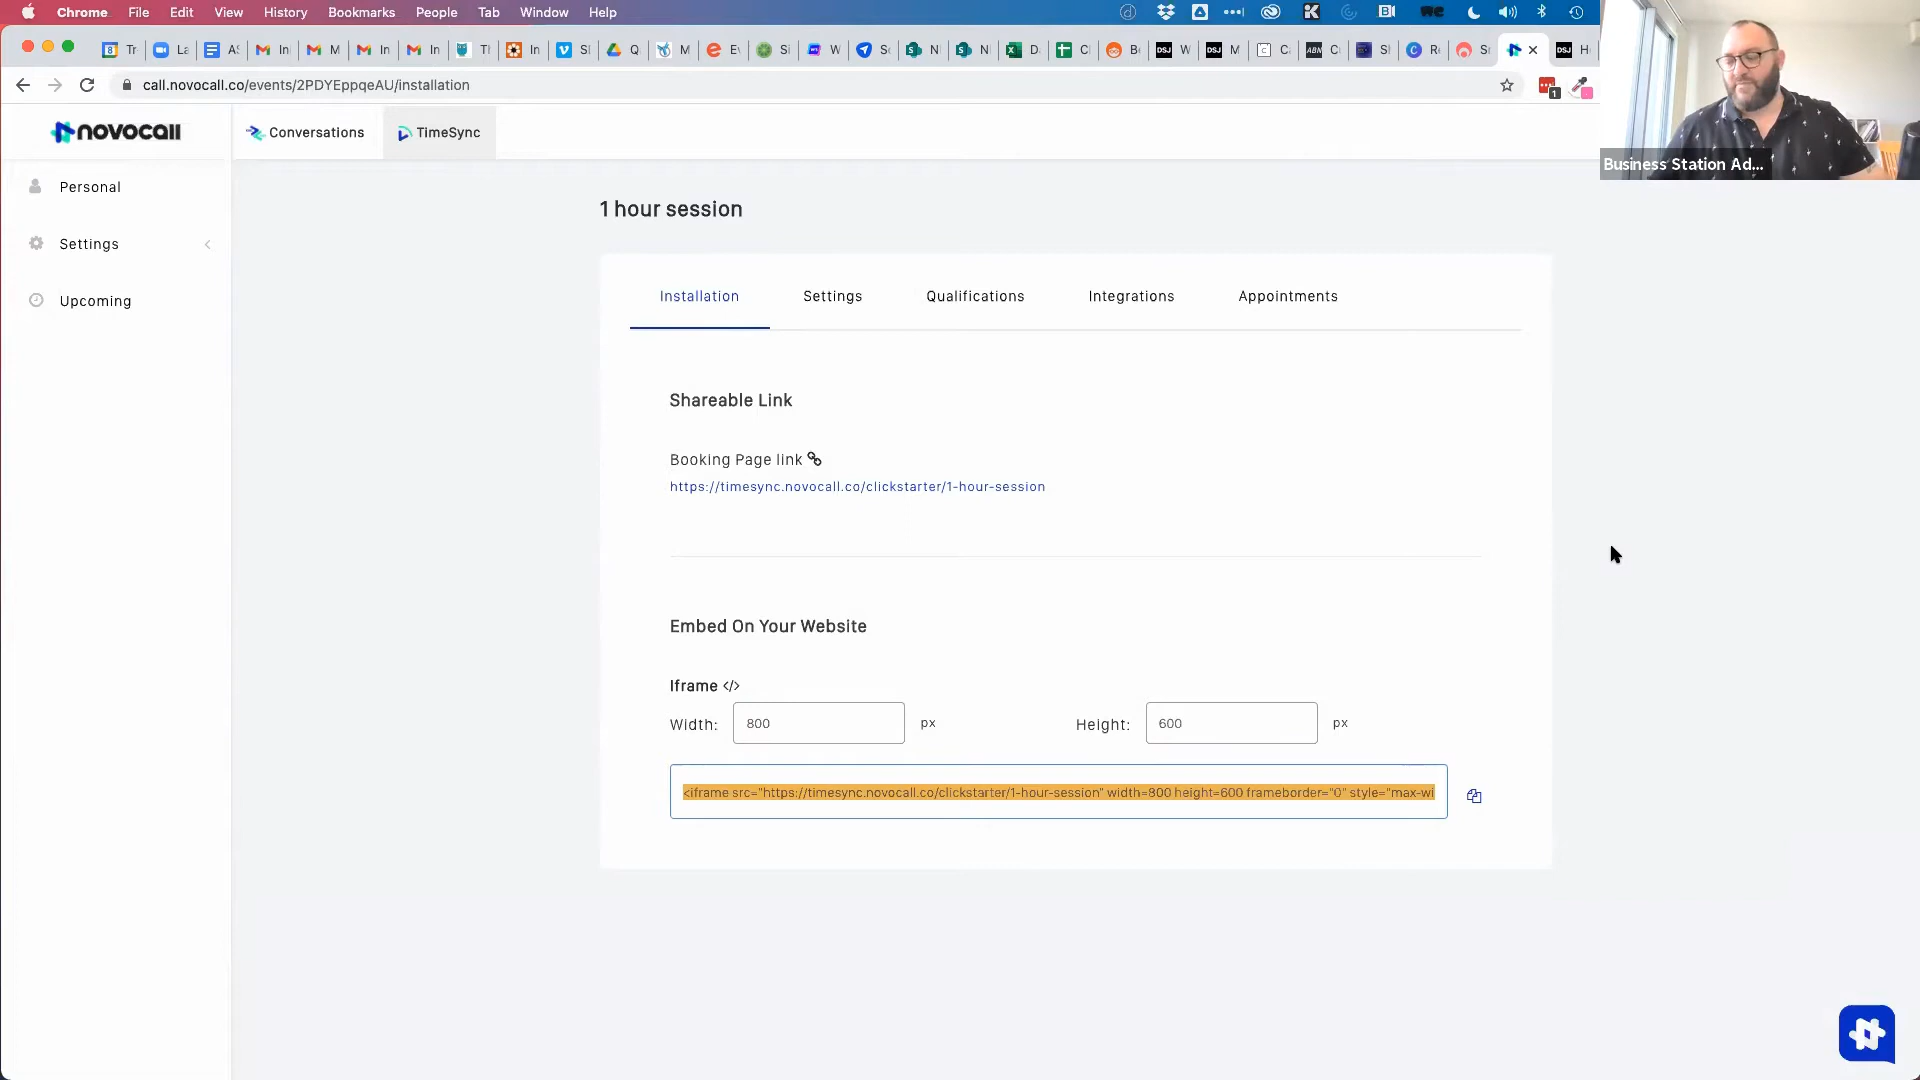 Chrome File Edit View History Bookmarks People Tab Window Help
call.novocall.co/events/2PDYEppqeAU/installation
Business Station Ad...
novocall
Conversations
TimeSync
Personal
Settings
Upcoming
1 hour session
Installation Settings Qualifications Integrations Appointments
Shareable Link
Booking Page link
https://timesync.novocall.co/clickstarter/1-hour-session
Embed On Your Website
Iframe </>
Width: 800 px Height: 600 px
<iframe src="https://timesync.novocall.co/clickstarter/1-hour-session" width=800 height=600 frameborder="0" style="max-wi